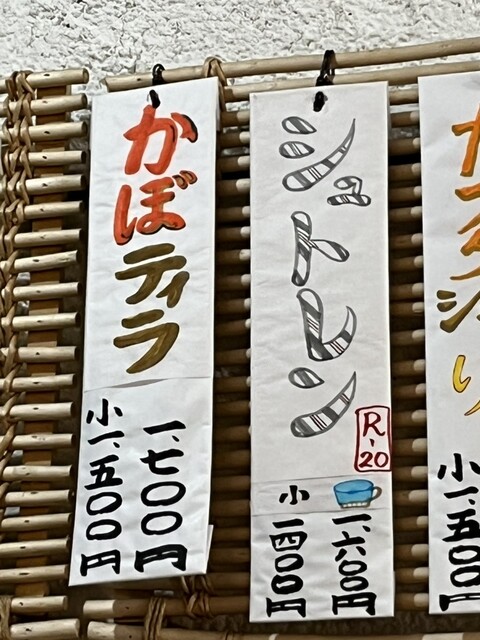 かぼティラ
一、七〇〇円
小一、五〇〇円
シュトレン
R-20
一、六〇〇円
小一四〇〇円
小一、五〇〇円